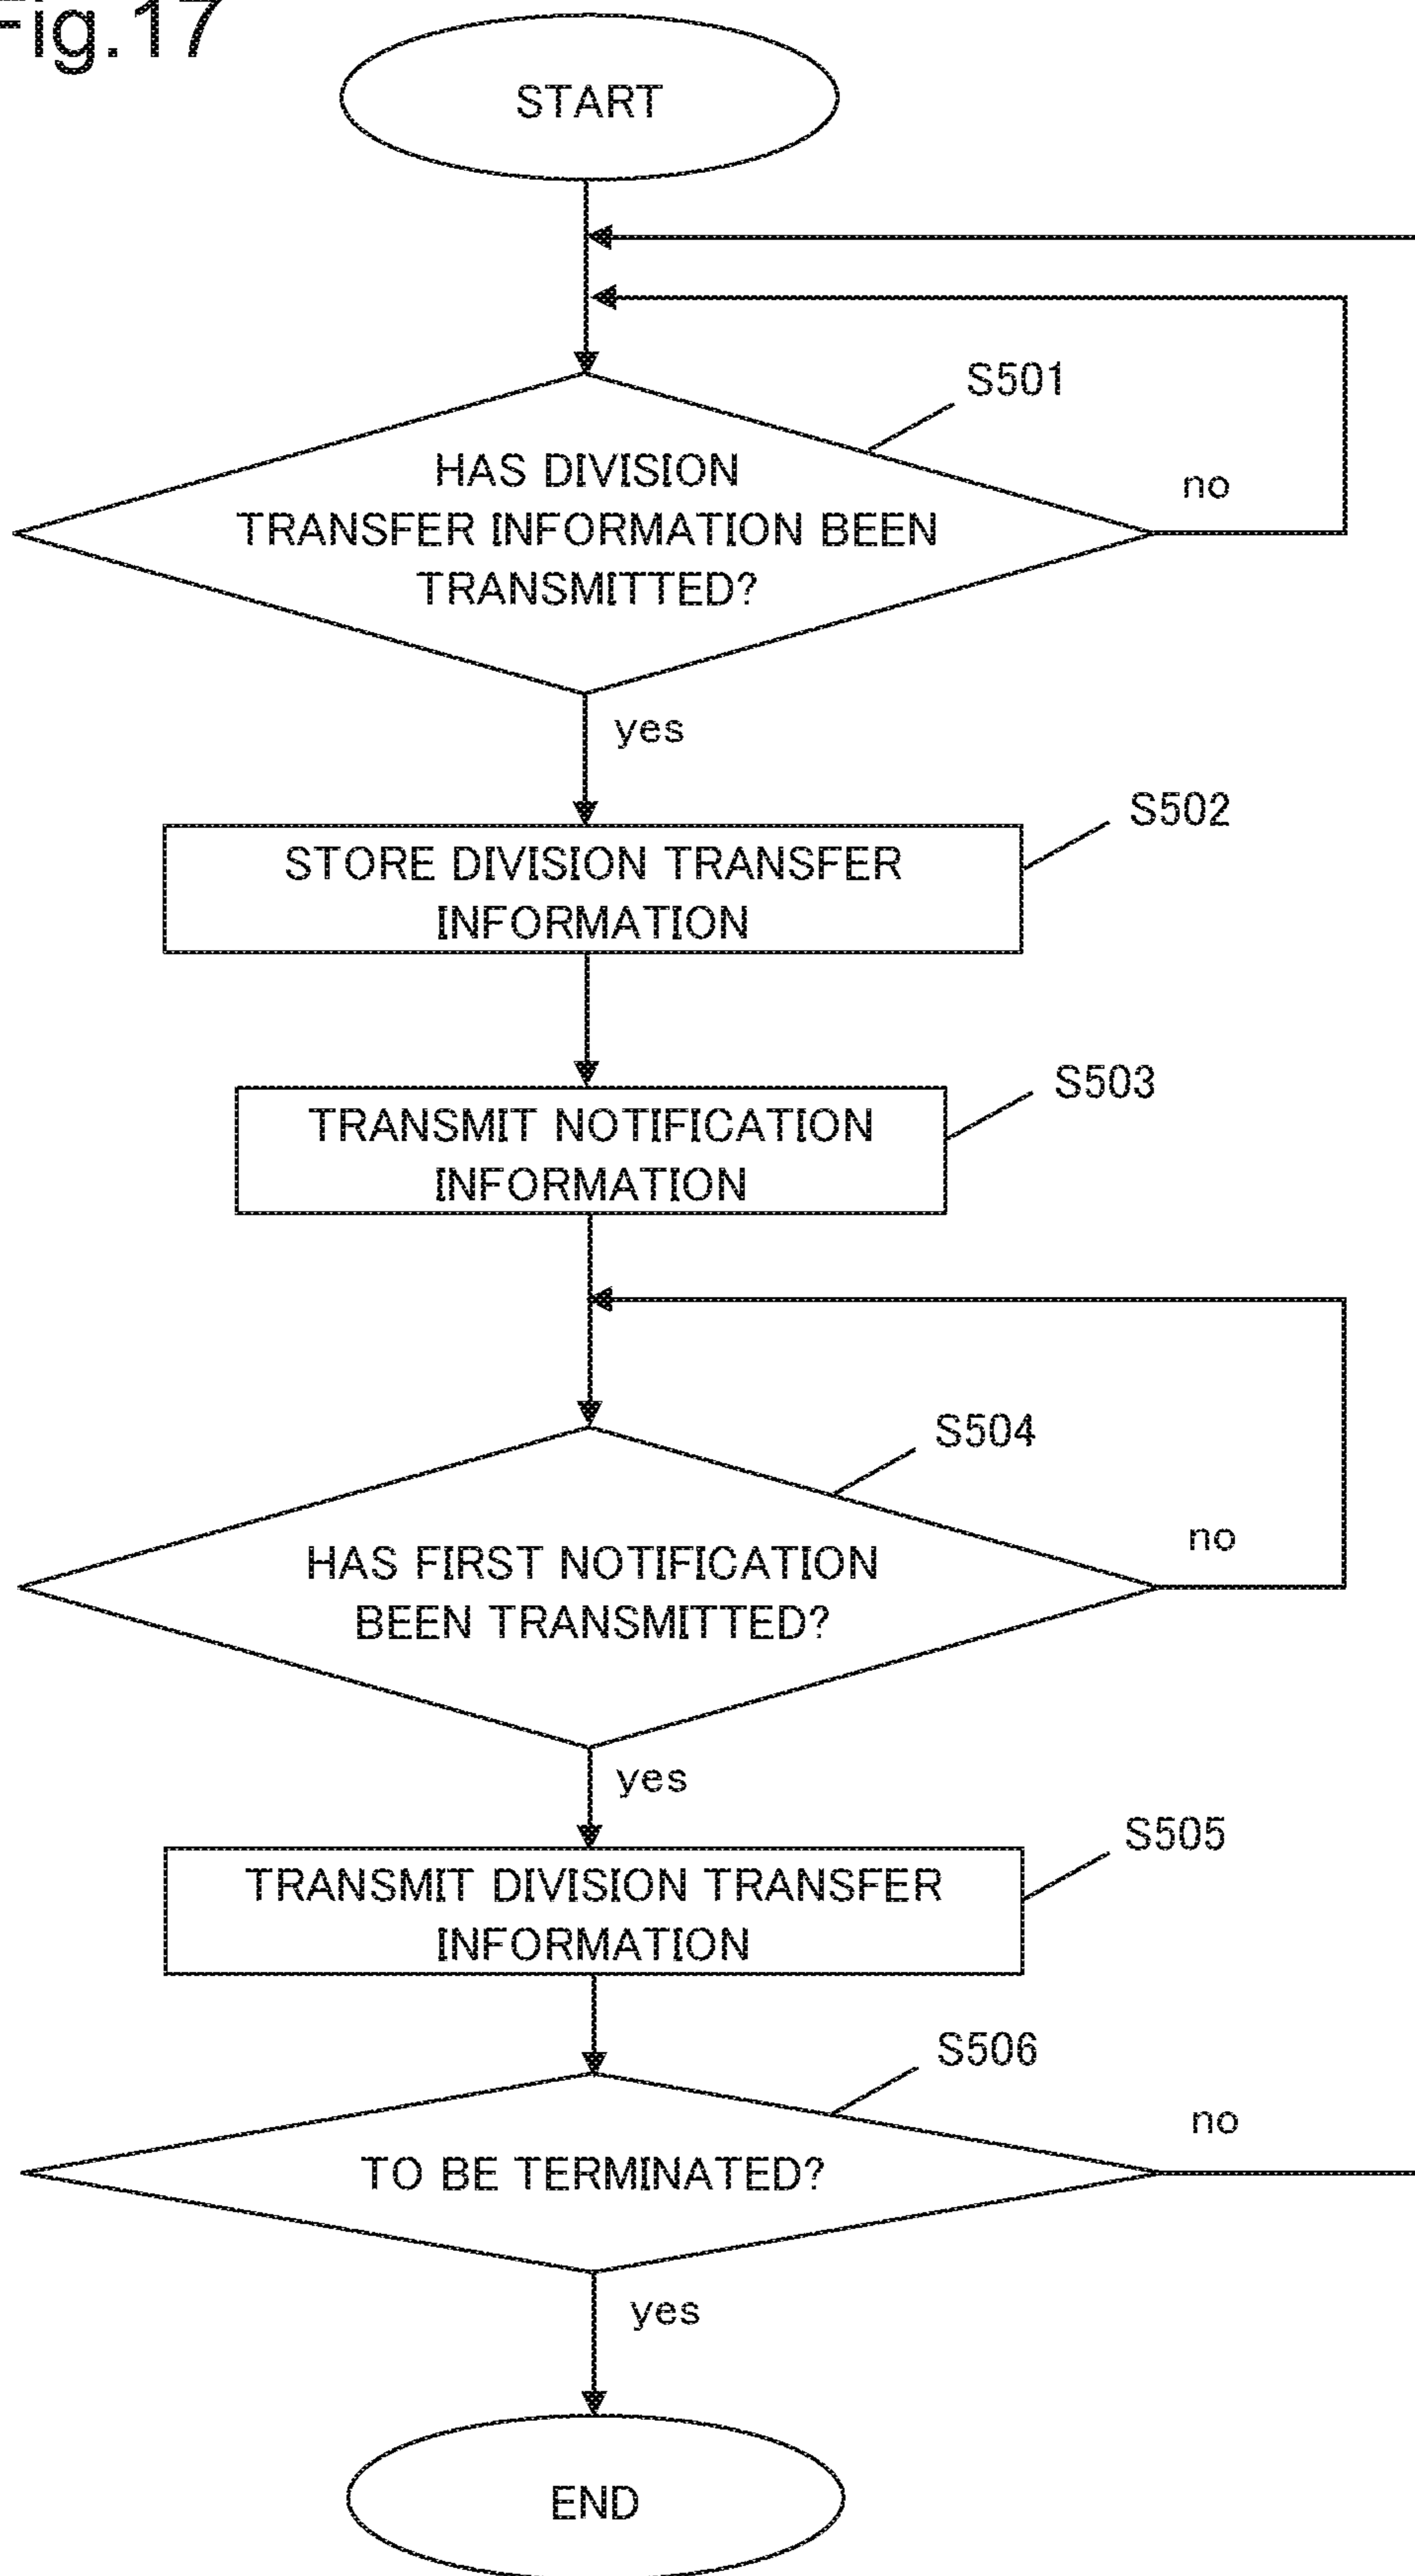 Fig.17
START
S501
HAS DIVISION
TRANSFER INFORMATION BEEN
TRANSMITTED?
no
yes
S502
STORE DIVISION TRANSFER
INFORMATION
S503
TRANSMIT NOTIFICATION
INFORMATION
S504
HAS FIRST NOTIFICATION
BEEN TRANSMITTED?
no
yes
S505
TRANSMIT DIVISION TRANSFER
INFORMATION
S506
TO BE TERMINATED?
no
yes
END